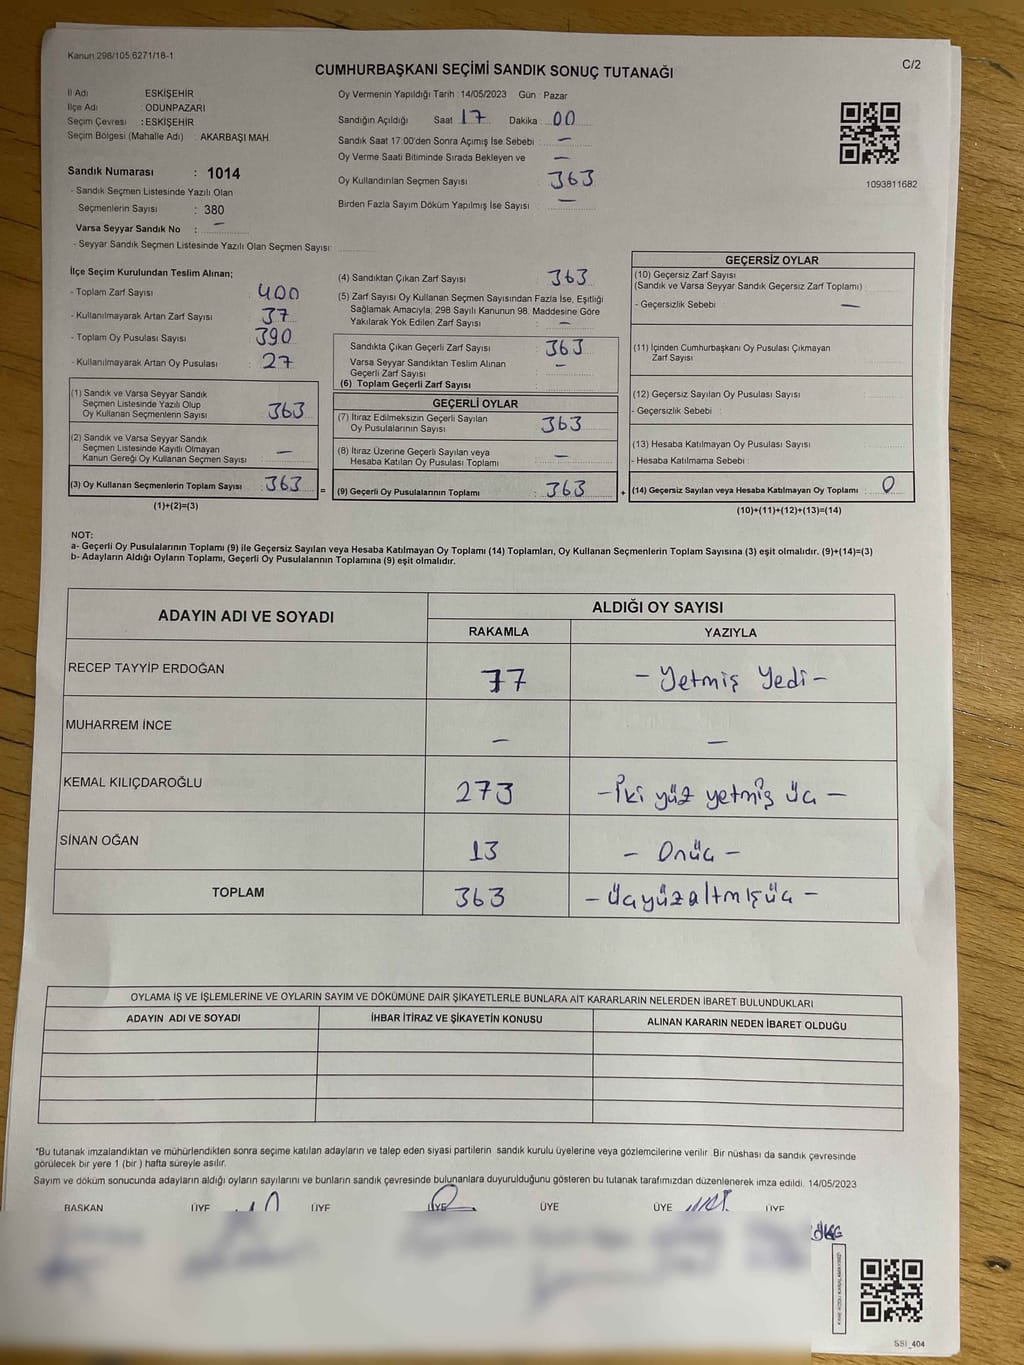 Kanun:298/105,6271/18-1
C/2
CUMHURBAŞKANI SEÇİMİ SANDIK SONUÇ TUTANAĞI
İl Adı ESKİŞEHİR
İlçe Adı : ODUNPAZARI
Seçim Çevresi : ESKİŞEHİR
Seçim Bölgesi (Mahalle Adı) : AKARBAŞI MAH.
Sandık Numarası : 1014
- Sandık Seçmen Listesinde Yazılı Olan
Seçmenlerin Sayısı : 380
Varsa Seyyar Sandık No : –
- Seyyar Sandık Seçmen Listesinde Yazılı Olan Seçmen Sayısı:
Oy Vermenin Yapıldığı Tarih : 14/05/2023 Gün : Pazar
Sandığın Açıldığı Saat 17 Dakika : 00
Sandık Saat 17:00'den Sonra Açımış İse Sebebi : –
Oy Verme Saati Bitiminde Sırada Bekleyen ve –
Oy Kullandırılan Seçmen Sayısı : 363
Birden Fazla Sayım Döküm Yapılmış İse Sayısı : –
1093811682
İlçe Seçim Kurulundan Teslim Alınan;
- Toplam Zarf Sayısı : 400
- Kullanılmayarak Artan Zarf Sayısı : 37
- Toplam Oy Pusulası Sayısı : 390
- Kullanılmayarak Artan Oy Pusulası : 27
(1) Sandık ve Varsa Seyyar Sandık
Seçmen Listesinde Yazılı Olup
Oy Kullanan Seçmenlerin Sayısı : 363
(2) Sandık ve Varsa Seyyar Sandık
Seçmen Listesinde Kayıtlı Olmayan
Kanun Gereği Oy Kullanan Seçmen Sayısı : –
(3) Oy Kullanan Seçmenlerin Toplam Sayısı : 363
(1)+(2)=(3)
=
(4) Sandıktan Çıkan Zarf Sayısı : 363
(5) Zarf Sayısı Oy Kullanan Seçmen Sayısından Fazla İse, Eşitliği
Sağlamak Amacıyla, 298 Sayılı Kanunun 98. Maddesine Göre
Yakılarak Yok Edilen Zarf Sayısı : –
Sandıkta Çıkan Geçerli Zarf Sayısı : 363
Varsa Seyyar Sandıktan Teslim Alınan
Geçerli Zarf Sayısı : –
(6) Toplam Geçerli Zarf Sayısı :
GEÇERLİ OYLAR
(7) İtiraz Edilmeksizin Geçerli Sayılan
Oy Pusulalarının Sayısı : 363
(8) İtiraz Üzerine Geçerli Sayılan veya
Hesaba Katılan Oy Pusulası Toplamı : –
(9) Geçerli Oy Pusulalarının Toplamı : 363
+
GEÇERSİZ OYLAR
(10) Geçersiz Zarf Sayısı
(Sandık ve Varsa Seyyar Sandık Geçersiz Zarf Toplamı)
- Geçersizlik Sebebi : –
(11) İçinden Cumhurbaşkanı Oy Pusulası Çıkmayan
Zarf Sayısı
(12) Geçersiz Sayılan Oy Pusulası Sayısı
- Geçersizlik Sebebi :
(13) Hesaba Katılmayan Oy Pusulası Sayısı
- Hesaba Katılmama Sebebi :
(14) Geçersiz Sayılan veya Hesaba Katılmayan Oy Toplamı : 0
(10)+(11)+(12)+(13)=(14)
NOT:
a- Geçerli Oy Pusulalarının Toplamı (9) ile Geçersiz Sayılan veya Hesaba Katılmayan Oy Toplamı (14) Toplamları, Oy Kullanan Seçmenlerin Toplam Sayısına (3) eşit olmalıdır. (9)+(14)=(3)
b- Adayların Aldığı Oyların Toplamı, Geçerli Oy Pusulalarının Toplamına (9) eşit olmalıdır.
ADAYIN ADI VE SOYADI ALDIĞI OY SAYISI
RAKAMLA YAZIYLA
RECEP TAYYİP ERDOĞAN 77 – Yetmiş Yedi –
MUHARREM İNCE – –
KEMAL KILIÇDAROĞLU 273 – İki yüz yetmiş üç –
SİNAN OĞAN 13 – Onüç –
TOPLAM 363 – Üçyüzaltmışüç –
OYLAMA İŞ VE İŞLEMLERİNE VE OYLARIN SAYIM VE DÖKÜMÜNE DAİR ŞİKAYETLERLE BUNLARA AİT KARARLARIN NELERDEN İBARET BULUNDUKLARI
ADAYIN ADI VE SOYADI İHBAR İTİRAZ VE ŞİKAYETİN KONUSU ALINAN KARARIN NEDEN İBARET OLDUĞU
*Bu tutanak imzalandıktan ve mühürlendikten sonra seçime katılan adayların ve talep eden siyasi partilerin sandık kurulu üyelerine veya gözlemcilerine verilir. Bir nüshası da sandık çevresinde
görülecek bir yere 1 (bir ) hafta süreyle asılır.
Sayım ve döküm sonucunda adayların aldığı oyların sayılarını ve bunların sandık çevresinde bulunanlara duyurulduğunu gösteren bu tutanak tarafımızdan düzenlenerek imza edildi. 14/05/2023
BAŞKAN ÜYE ÜYE ÜYE ÜYE ÜYE ÜYE
SSI_404